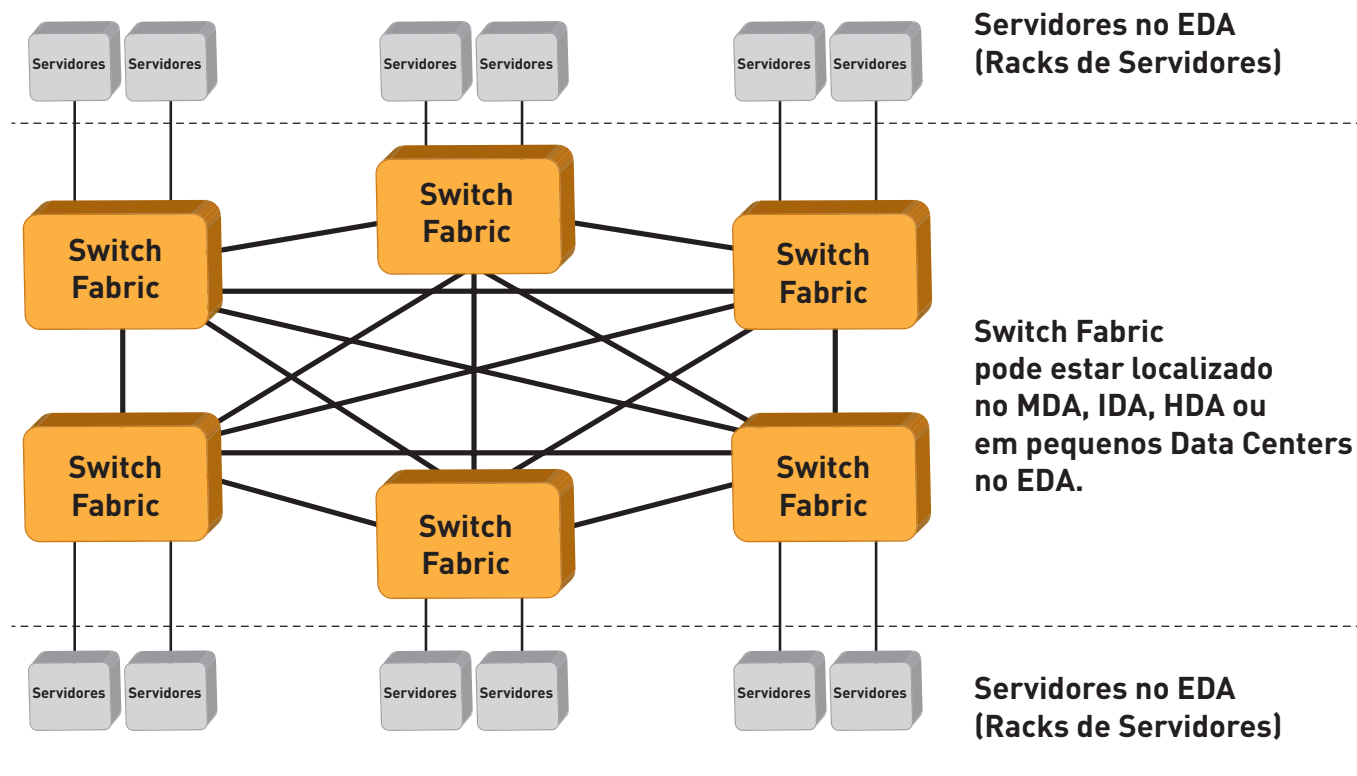 Servidores no EDA
(Racks de Servidores)
Servidores Servidores Servidores Servidores Servidores Servidores
Switch
Fabric
Switch
Fabric
Switch
Fabric
Switch Fabric
pode estar localizado
no MDA, IDA, HDA ou
em pequenos Data Centers
no EDA.
Switch
Fabric
Switch
Fabric
Switch
Fabric
Servidores Servidores Servidores Servidores Servidores Servidores
Servidores no EDA
(Racks de Servidores)